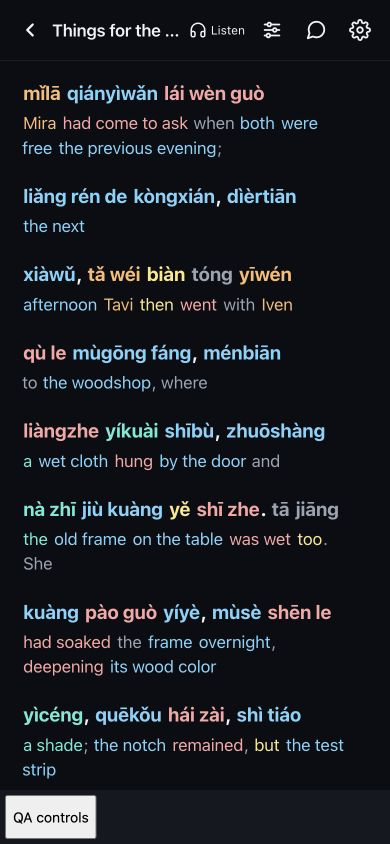 Things for the ...
Listen
mǐlā qiányìwǎn lái wèn guò
Mira had come to ask when both were
free the previous evening;
liǎng rén de kòngxián, dìèrtiān
the next
xiàwǔ, tǎ wéi biàn tóng yīwén
afternoon Tavi then went with Iven
qù le mùgōng fáng, ménbiān
to the woodshop, where
liàngzhe yíkuài shībù, zhuōshàng
a wet cloth hung by the door and
nà zhī jiù kuàng yě shī zhe. tā jiāng
the old frame on the table was wet too.
She
kuàng pào guò yíyè, mùsè shēn le
had soaked the frame overnight,
deepening its wood color
yìcéng, quēkǒu hái zài, shì tiáo
a shade; the notch remained, but the test
strip
QA controls